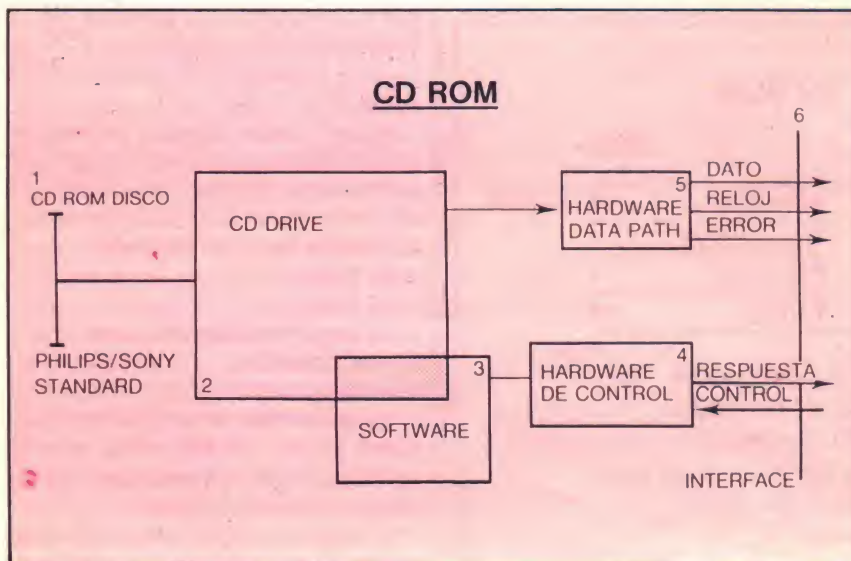 CD ROM
1
CD ROM DISCO
PHILIPS/SONY
STANDARD
CD DRIVE
2
3
SOFTWARE
5
HARDWARE
DATA PATH
DATO
RELOJ
ERROR
4
HARDWARE
DE CONTROL
RESPUESTA
CONTROL
6
INTERFACE